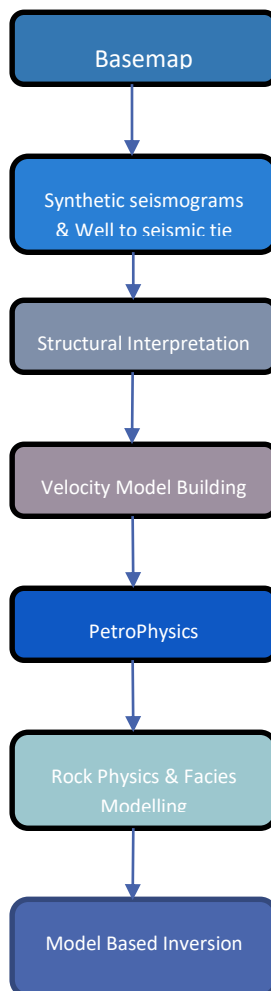 Basemap
Synthetic seismograms
& Well to seismic tie
Structural Interpretation
Velocity Model Building
PetroPhysics
Rock Physics & Facies
Modelling
Model Based Inversion